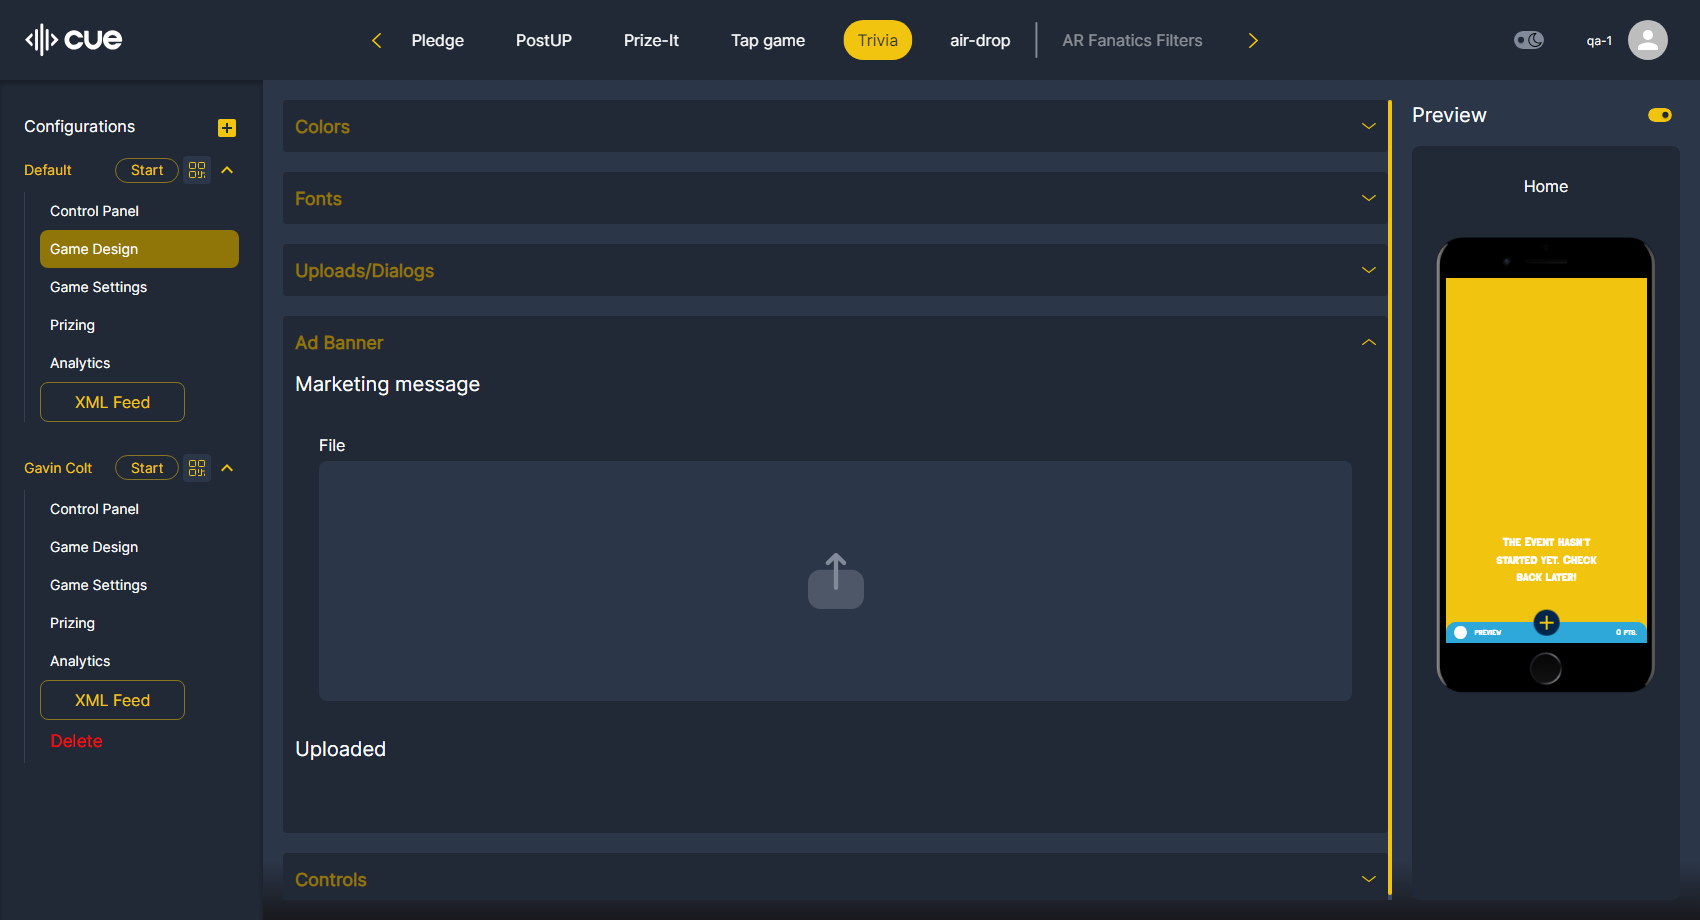 cue
Pledge
PostUP
Prize-It
Tap game
Trivia
air-drop
AR Fanatics Filters
qa-1
Configurations
Default
Start
Control Panel
Game Design
Game Settings
Prizing
Analytics
XML Feed
Gavin Colt
Start
Control Panel
Game Design
Game Settings
Prizing
Analytics
XML Feed
Delete
Colors
Fonts
Uploads/Dialogs
Ad Banner
Marketing message
File
Uploaded
Controls
Preview
Home
The Event hasn't
started yet. Check
back later!
PREVIEW
0 PTS.